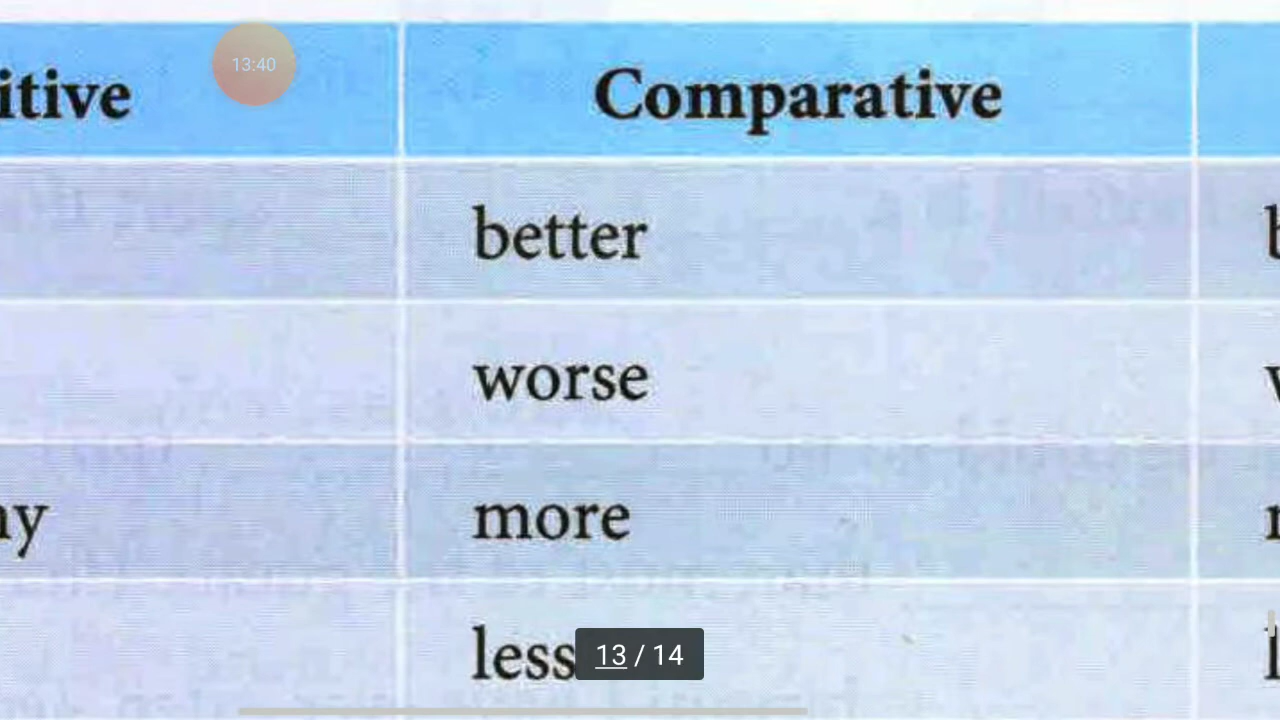 13:40
itive Comparative
better b
worse w
ny more
less l
13 / 14